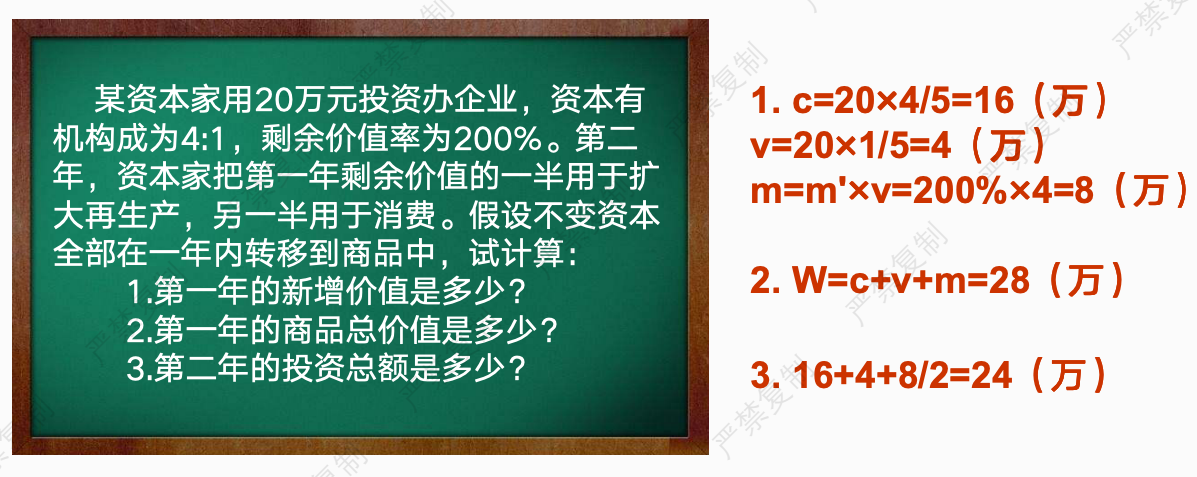 某资本家用20万元投资办企业，资本有
机构成为4:1，剩余价值率为200%。第二
年，资本家把第一年剩余价值的一半用于扩
大再生产，另一半用于消费。假设不变资本
全部在一年内转移到商品中，试计算：
1.第一年的新增价值是多少？
2.第一年的商品总价值是多少？
3.第二年的投资总额是多少？
1. c=20×4/5=16（万）
v=20×1/5=4（万）
m=m'×v=200%×4=8（万）
2. W=c+v+m=28（万）
3. 16+4+8/2=24（万）
严禁复制
严禁复制
严禁复制
严禁复制
严禁复制
严禁复制